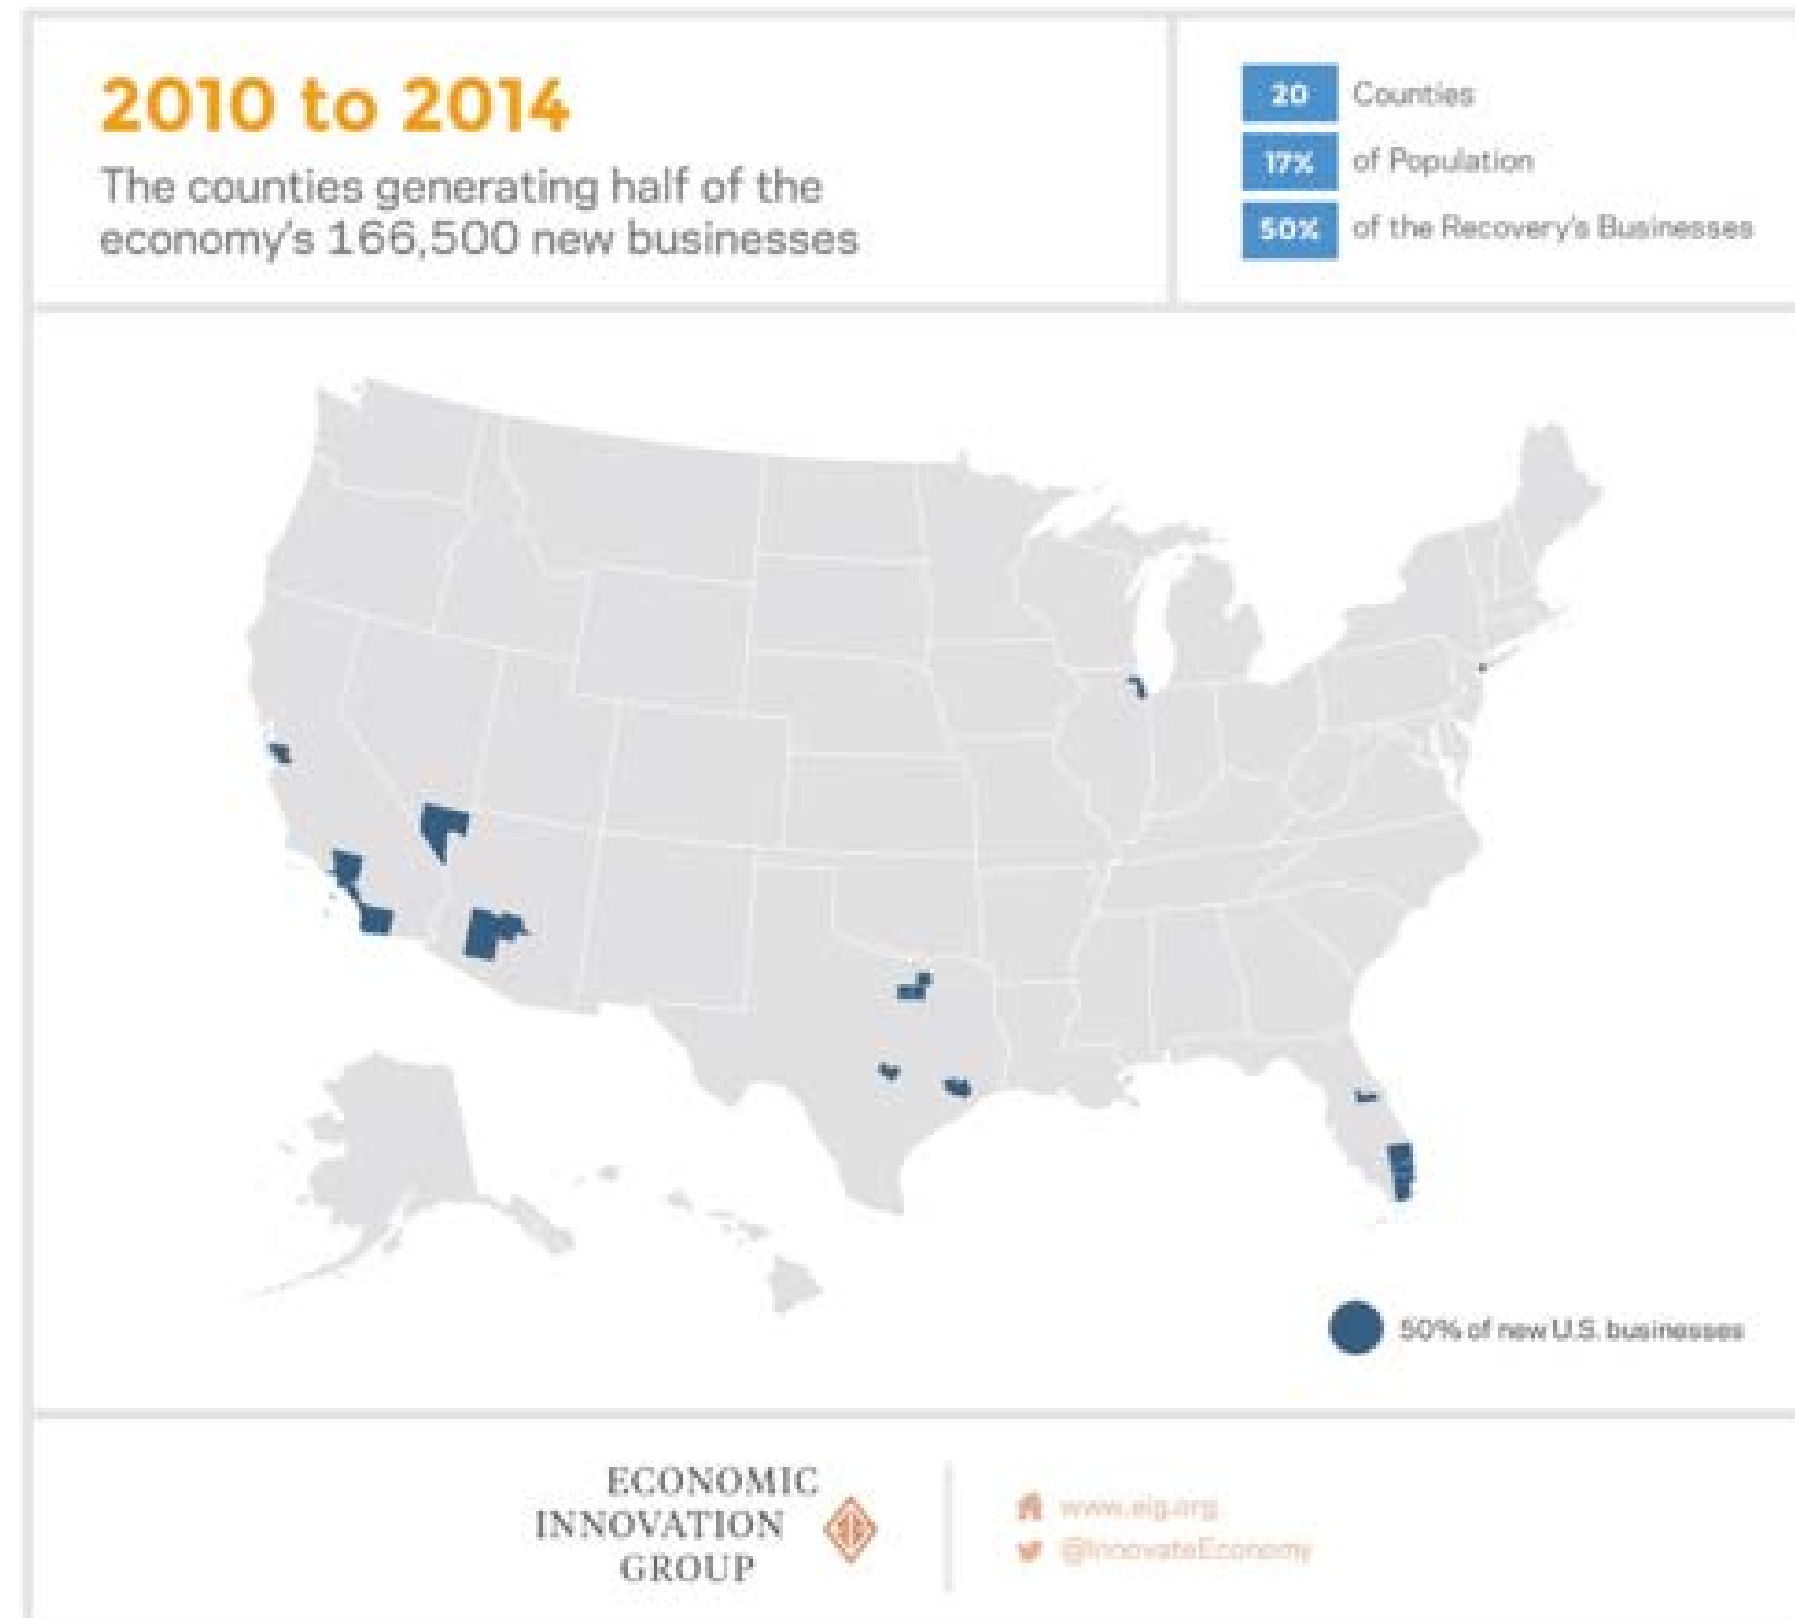 2010 to 2014
The counties generating half of the
economy's 166,500 new businesses
20 Counties
17% of Population
50% of the Recovery's Businesses
50% of new U.S. businesses
ECONOMIC
INNOVATION
GROUP
www.eig.org
@InnovateEconomy